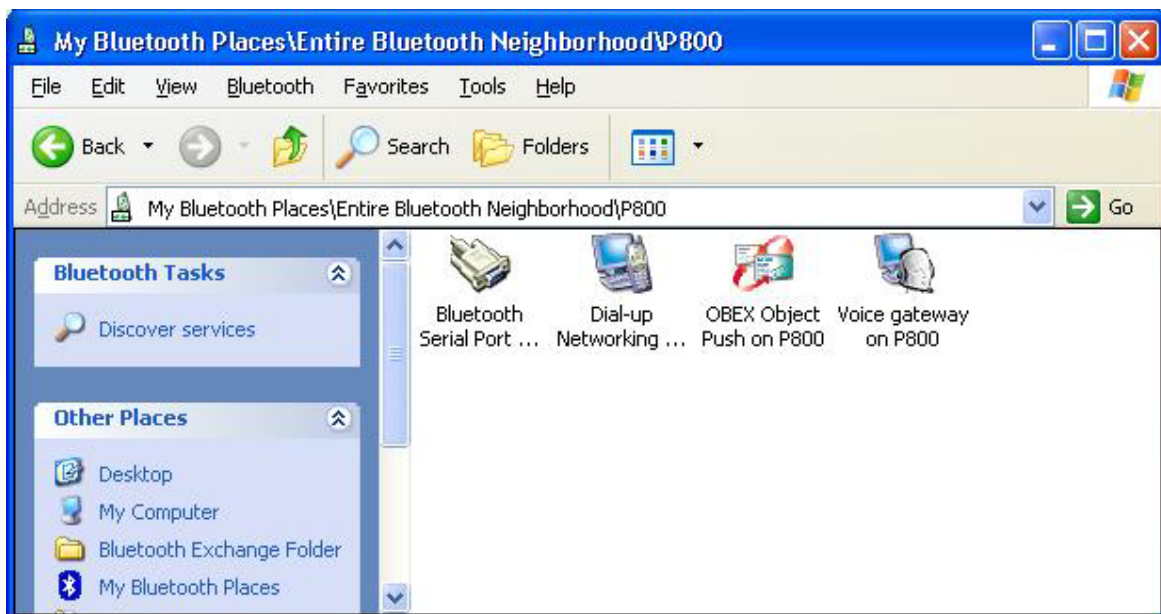 My Bluetooth Places\Entire Bluetooth Neighborhood\P800
File Edit View Bluetooth Favorites Tools Help
Back Search Folders
Address My Bluetooth Places\Entire Bluetooth Neighborhood\P800 Go
Bluetooth Tasks
Discover services
Other Places
Desktop
My Computer
Bluetooth Exchange Folder
My Bluetooth Places
Bluetooth
Serial Port ...
Dial-up
Networking ...
OBEX Object
Push on P800
Voice gateway
on P800